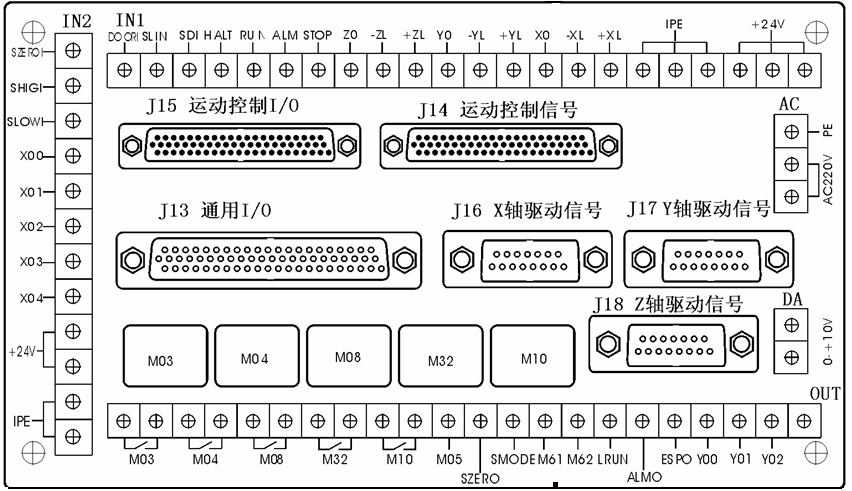 IN2
IN1
DOORI SLIN SDI HALT RUN ALM STOP Z0 -ZL +ZL Y0 -YL +YL X0 -XL +XL IPE +24V
SZEROI
SHIGI
SLOWI
X00
X01
X02
X03
X04
+24V
IPE
J15 运动控制I/O
J14 运动控制信号
AC
PE
AC220V
J13 通用I/O
J16 X轴驱动信号
J17 Y轴驱动信号
J18 Z轴驱动信号
DA
0-+10V
M03
M04
M08
M32
M10
OUT
M03 M04 M08 M32 M10 M05 SZERO SMODE M61 M62 LRUN ALMO ESPO Y00 Y01 Y02